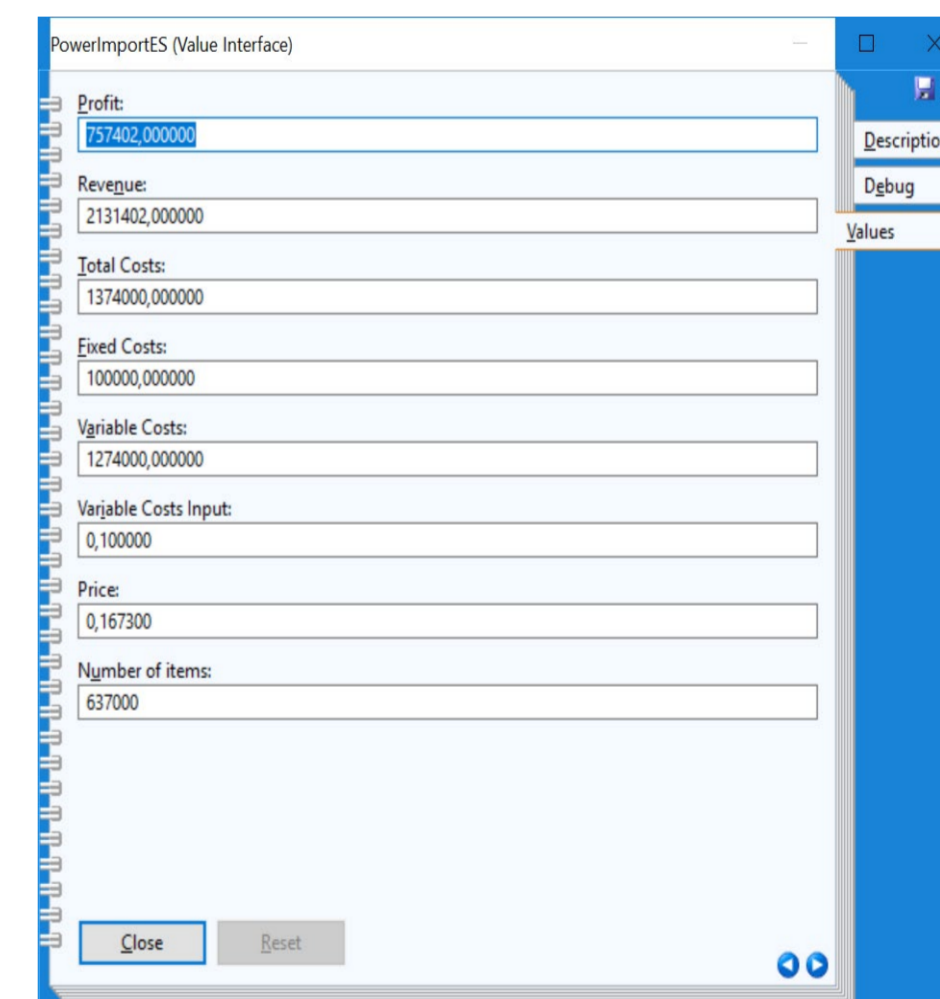 PowerImportES (Value Interface)
Profit:
757402,000000
Revenue:
2131402,000000
Total Costs:
1374000,000000
Fixed Costs:
100000,000000
Variable Costs:
1274000,000000
Variable Costs Input:
0,100000
Price:
0,167300
Number of items:
637000
Close
Reset
Descriptio
Debug
Values